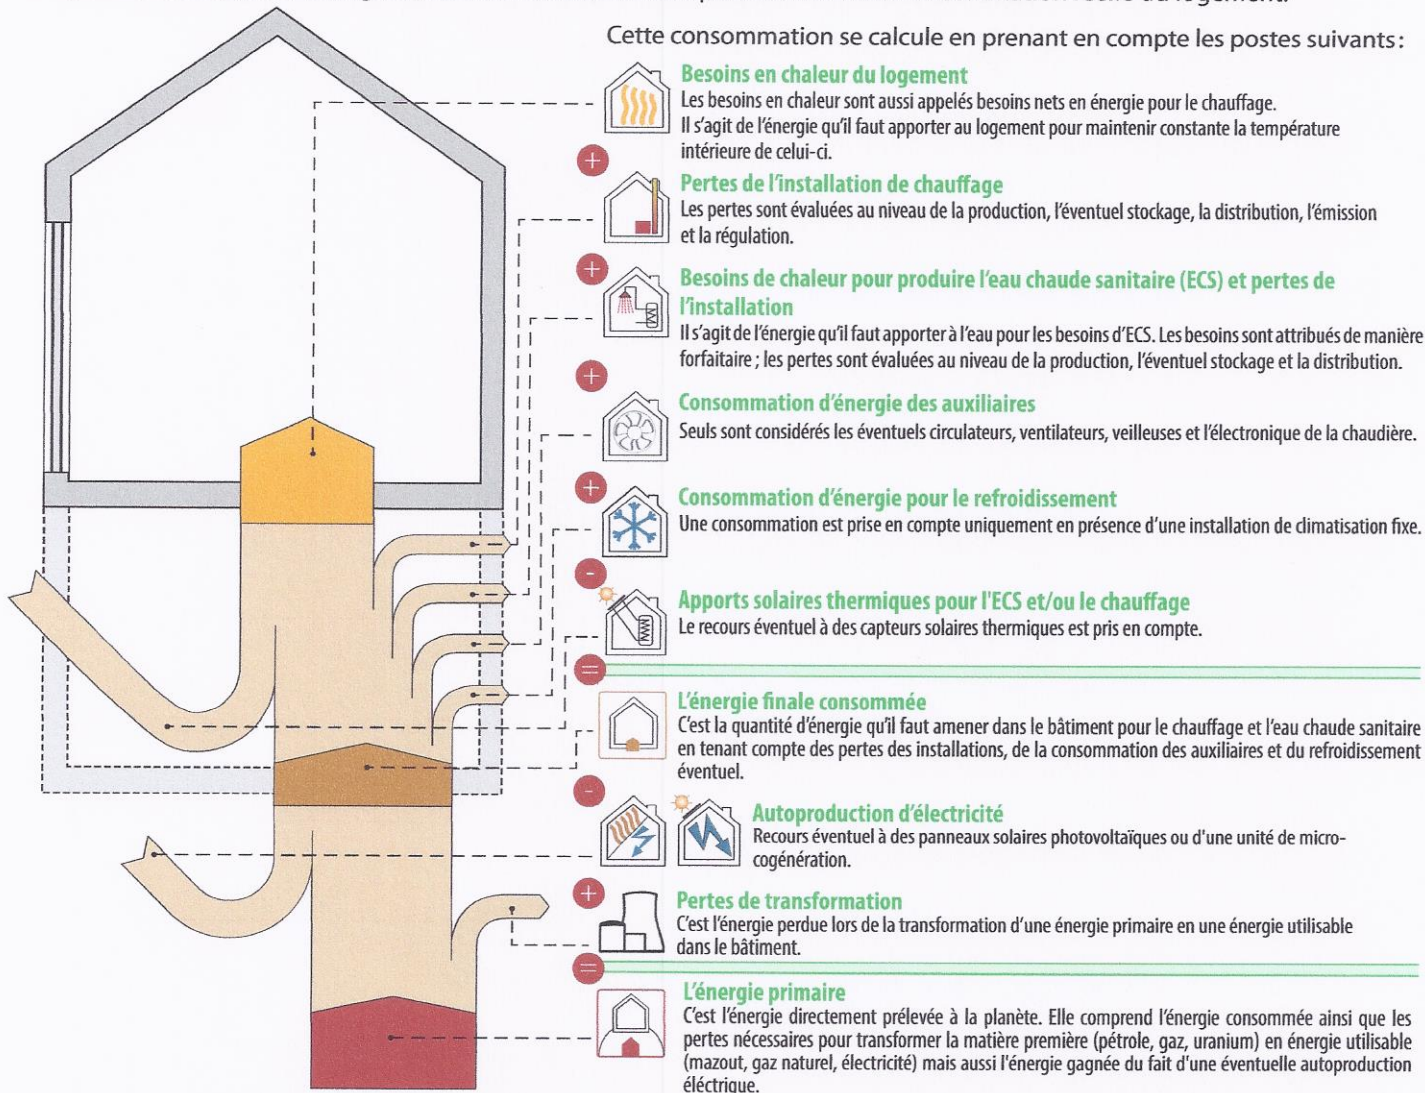 logement.
Cette consommation se calcule en prenant en compte les postes suivants :
Besoins en chaleur du logement
Les besoins en chaleur sont aussi appelés besoins nets en énergie pour le chauffage.
Il s'agit de l'énergie qu'il faut apporter au logement pour maintenir constante la température
intérieure de celui-ci.
+
Pertes de l'installation de chauffage
Les pertes sont évaluées au niveau de la production, l'éventuel stockage, la distribution, l'émission
et la régulation.
+
Besoins de chaleur pour produire l'eau chaude sanitaire (ECS) et pertes de
l'installation
Il s'agit de l'énergie qu'il faut apporter à l'eau pour les besoins d'ECS. Les besoins sont attribués de manière
forfaitaire ; les pertes sont évaluées au niveau de la production, l'éventuel stockage et la distribution.
+
Consommation d'énergie des auxiliaires
Seuls sont considérés les éventuels circulateurs, ventilateurs, veilleuses et l'électronique de la chaudière.
+
Consommation d'énergie pour le refroidissement
Une consommation est prise en compte uniquement en présence d'une installation de climatisation fixe.
-
Apports solaires thermiques pour l'ECS et/ou le chauffage
Le recours éventuel à des capteurs solaires thermiques est pris en compte.
=
L'énergie finale consommée
C'est la quantité d'énergie qu'il faut amener dans le bâtiment pour le chauffage et l'eau chaude sanitaire
en tenant compte des pertes des installations, de la consommation des auxiliaires et du refroidissement
éventuel.
-
Autoproduction d'électricité
Recours éventuel à des panneaux solaires photovoltaïques ou d'une unité de micro-
cogénération.
+
Pertes de transformation
C'est l'énergie perdue lors de la transformation d'une énergie primaire en une énergie utilisable
dans le bâtiment.
=
L'énergie primaire
C'est l'énergie directement prélevée à la planète. Elle comprend l'énergie consommée ainsi que les
pertes nécessaires pour transformer la matière première (pétrole, gaz, uranium) en énergie utilisable
(mazout, gaz naturel, électricité) mais aussi l'énergie gagnée du fait d'une éventuelle autoproduction
éléctrique.